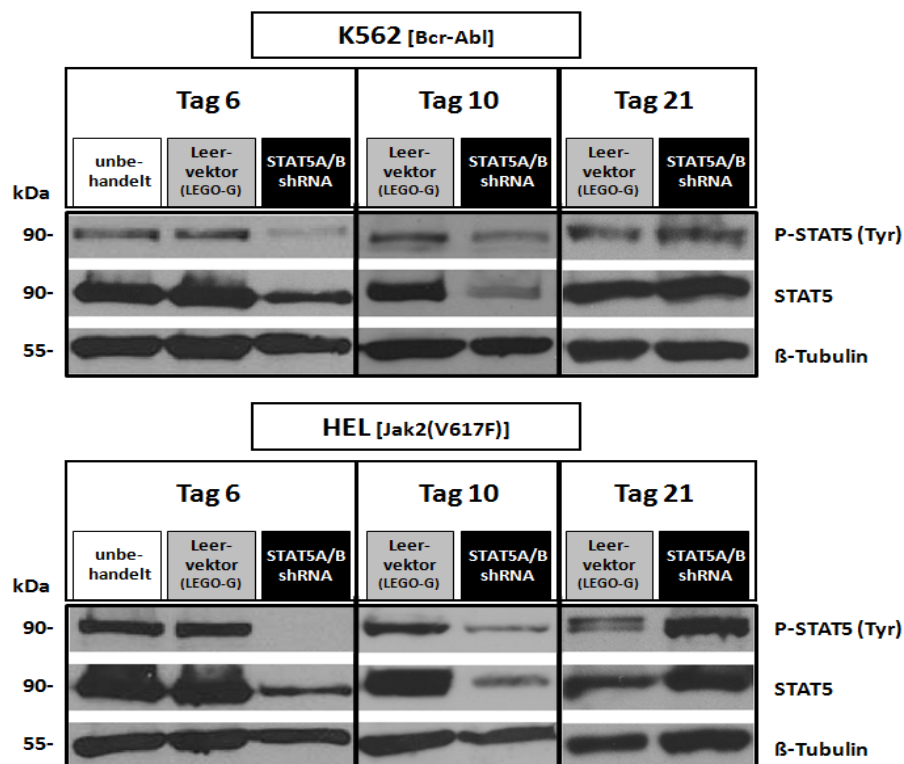 K562 [Bcr-Abl]
Tag 6 Tag 10 Tag 21
unbe-
handelt
Leer-
vektor
(LEGO-G)
STAT5A/B
shRNA
Leer-
vektor
(LEGO-G)
STAT5A/B
shRNA
Leer-
vektor
(LEGO-G)
STAT5A/B
shRNA
kDa
90- P-STAT5 (Tyr)
90- STAT5
55- ß-Tubulin
HEL [Jak2(V617F)]
Tag 6 Tag 10 Tag 21
unbe-
handelt
Leer-
vektor
(LEGO-G)
STAT5A/B
shRNA
Leer-
vektor
(LEGO-G)
STAT5A/B
shRNA
Leer-
vektor
(LEGO-G)
STAT5A/B
shRNA
kDa
90- P-STAT5 (Tyr)
90- STAT5
55- ß-Tubulin